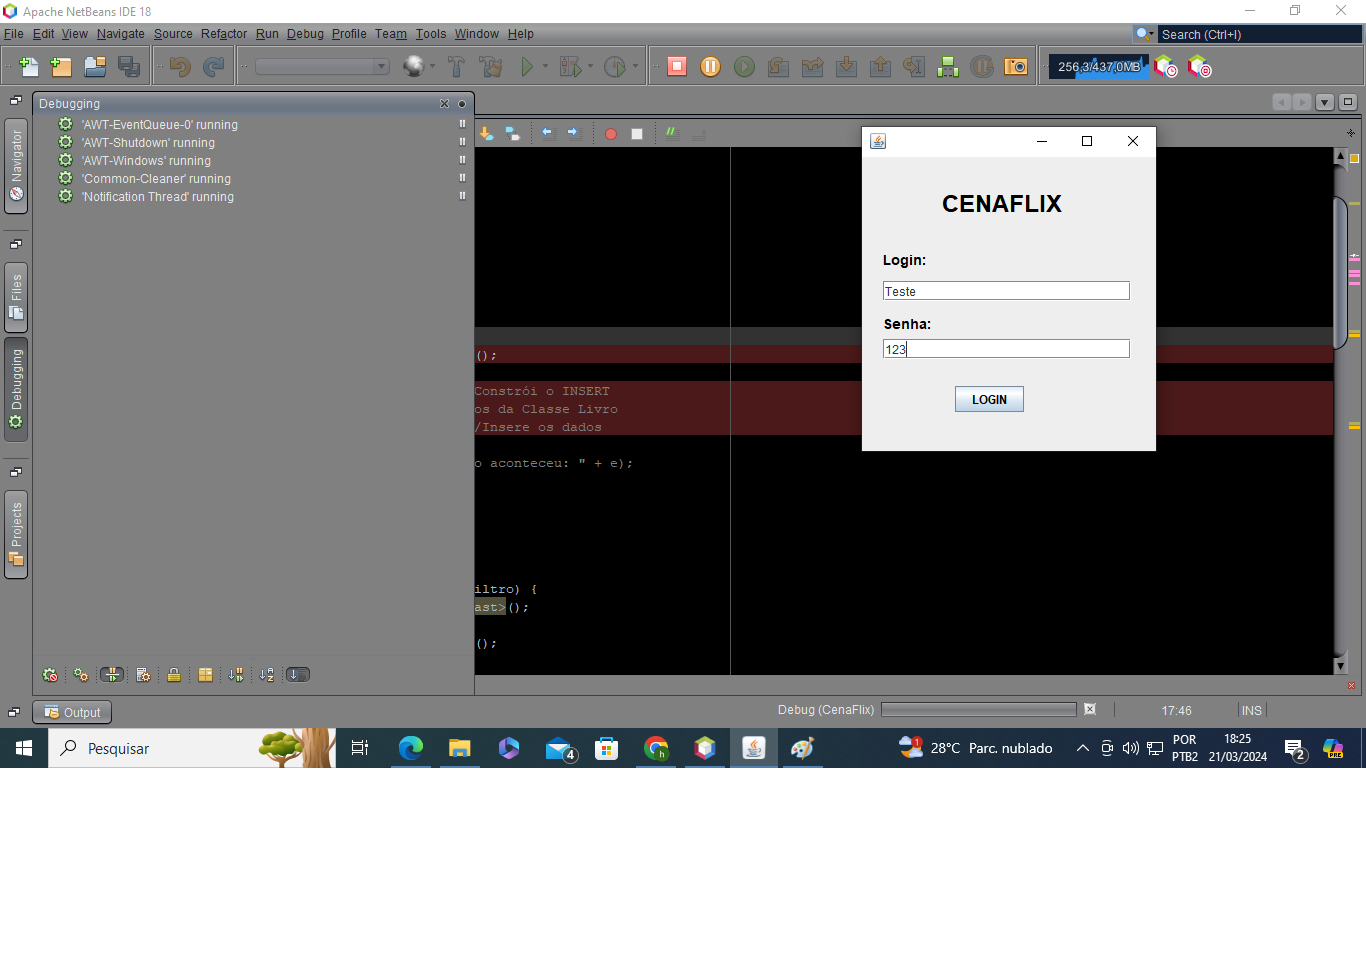 Apache NetBeans IDE 18
File Edit View Navigate Source Refactor Run Debug Profile Team Tools Window Help
Search (Ctrl+I)
256,3/437,0MB
Debugging
'AWT-EventQueue-0' running
'AWT-Shutdown' running
'AWT-Windows' running
'Common-Cleaner' running
'Notification Thread' running
Navigator
Files
Debugging
Projects
();
Constrói o INSERT
os da Classe Livro
/Insere os dados
o aconteceu: " + e);
iltro) {
ast>();
();
CENAFLIX
Login:
Teste
Senha:
123
LOGIN
Output
Debug (CenaFlix)
17:46
INS
Pesquisar
4
1
28°C Parc. nublado
POR
PTB2
18:25
21/03/2024
2
PRE